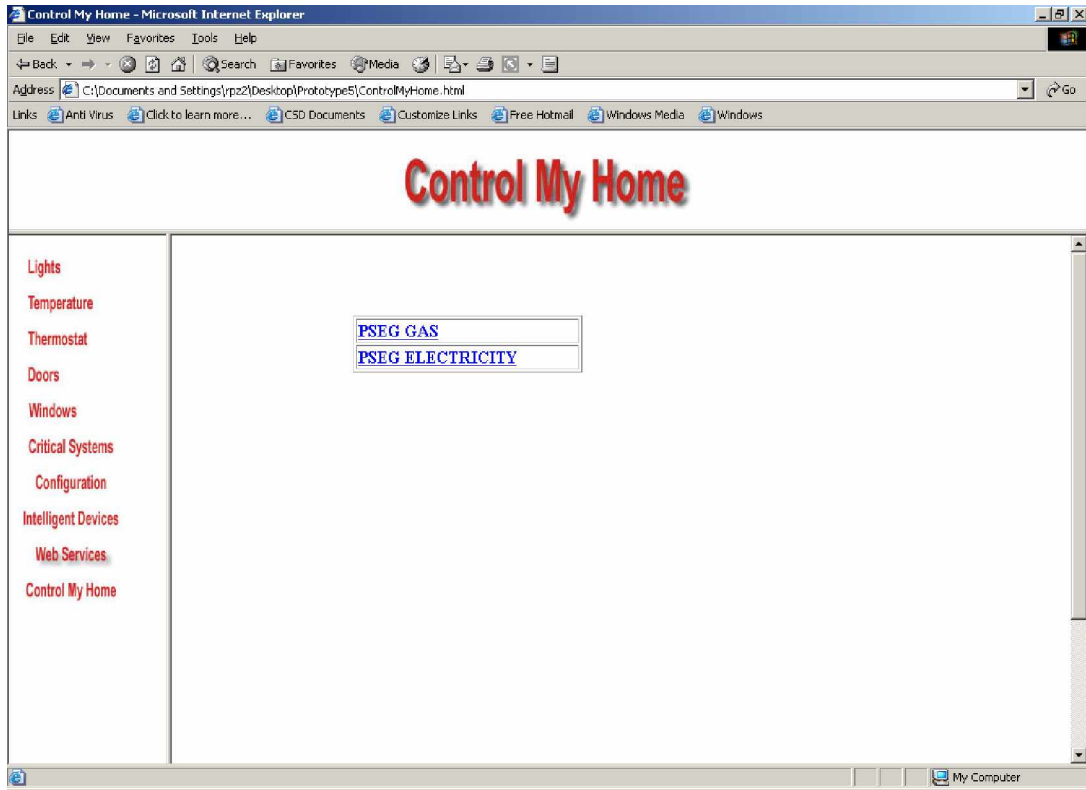 Control My Home - Microsoft Internet Explorer
File Edit View Favorites Tools Help
Back Search Favorites Media
Address C:\Documents and Settings\rpz2\Desktop\Prototype5\ControlMyHome.html Go
Links Anti Virus Click to learn more... CSD Documents Customize Links Free Hotmail Windows Media Windows
Control My Home
Lights
Temperature
Thermostat
Doors
Windows
Critical Systems
Configuration
Intelligent Devices
Web Services
Control My Home
PSEG GAS
PSEG ELECTRICITY
My Computer